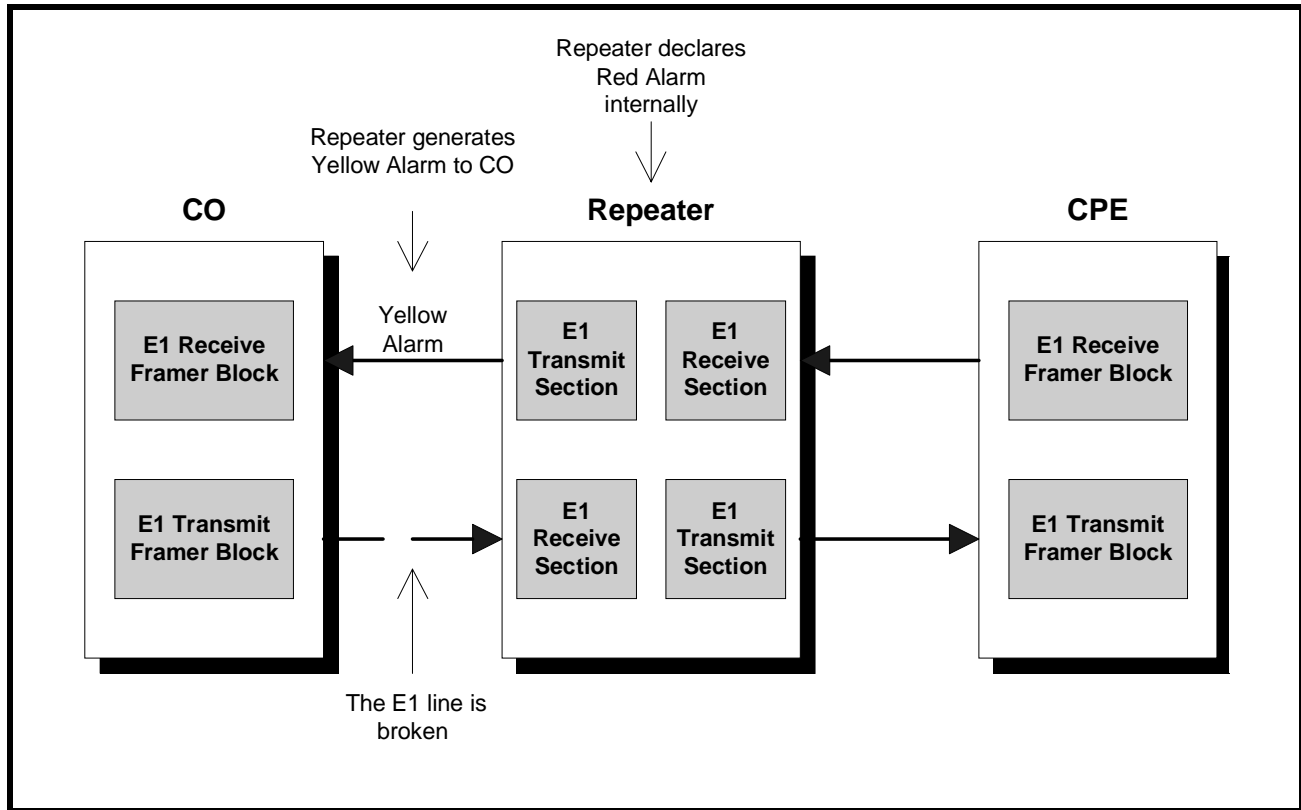 Repeater declares
Red Alarm
internally
Repeater generates
Yellow Alarm to CO
CO
Repeater
CPE
E1 Receive
Framer Block
Yellow
Alarm
E1
Transmit
Section
E1
Receive
Section
E1 Receive
Framer Block
E1 Transmit
Framer Block
E1
Receive
Section
E1
Transmit
Section
E1 Transmit
Framer Block
The E1 line is
broken